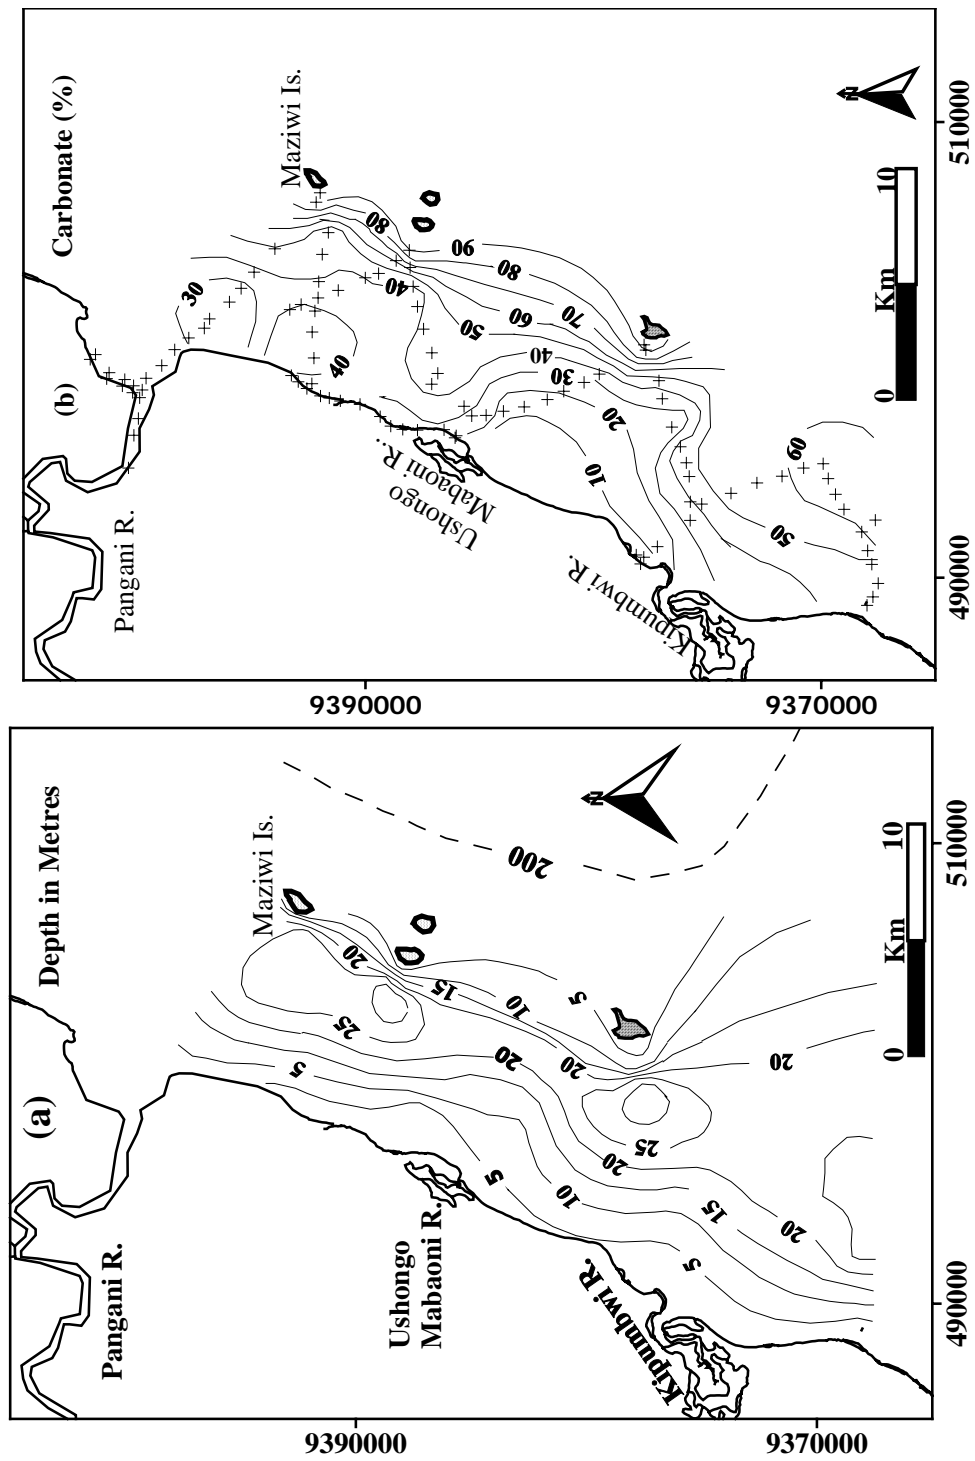 (b)
Carbonate (%)
Maziwi Is.
Pangani R.
Ushongo
Mabaoni R..
Kipumbwi R.
30
40
40
80
90
80
70
60
50
40
30
20
10
60
50
N
0
Km
10
510000
490000
9390000
9370000
(a)
Depth in Metres
Maziwi Is.
Pangani R.
Ushongo
Mabaoni R.
Kipumbwi R.
200
5
25
20
15
10
5
20
20
20
25
20
5
10
15
20
5
N
0
Km
10
510000
490000
9390000
9370000